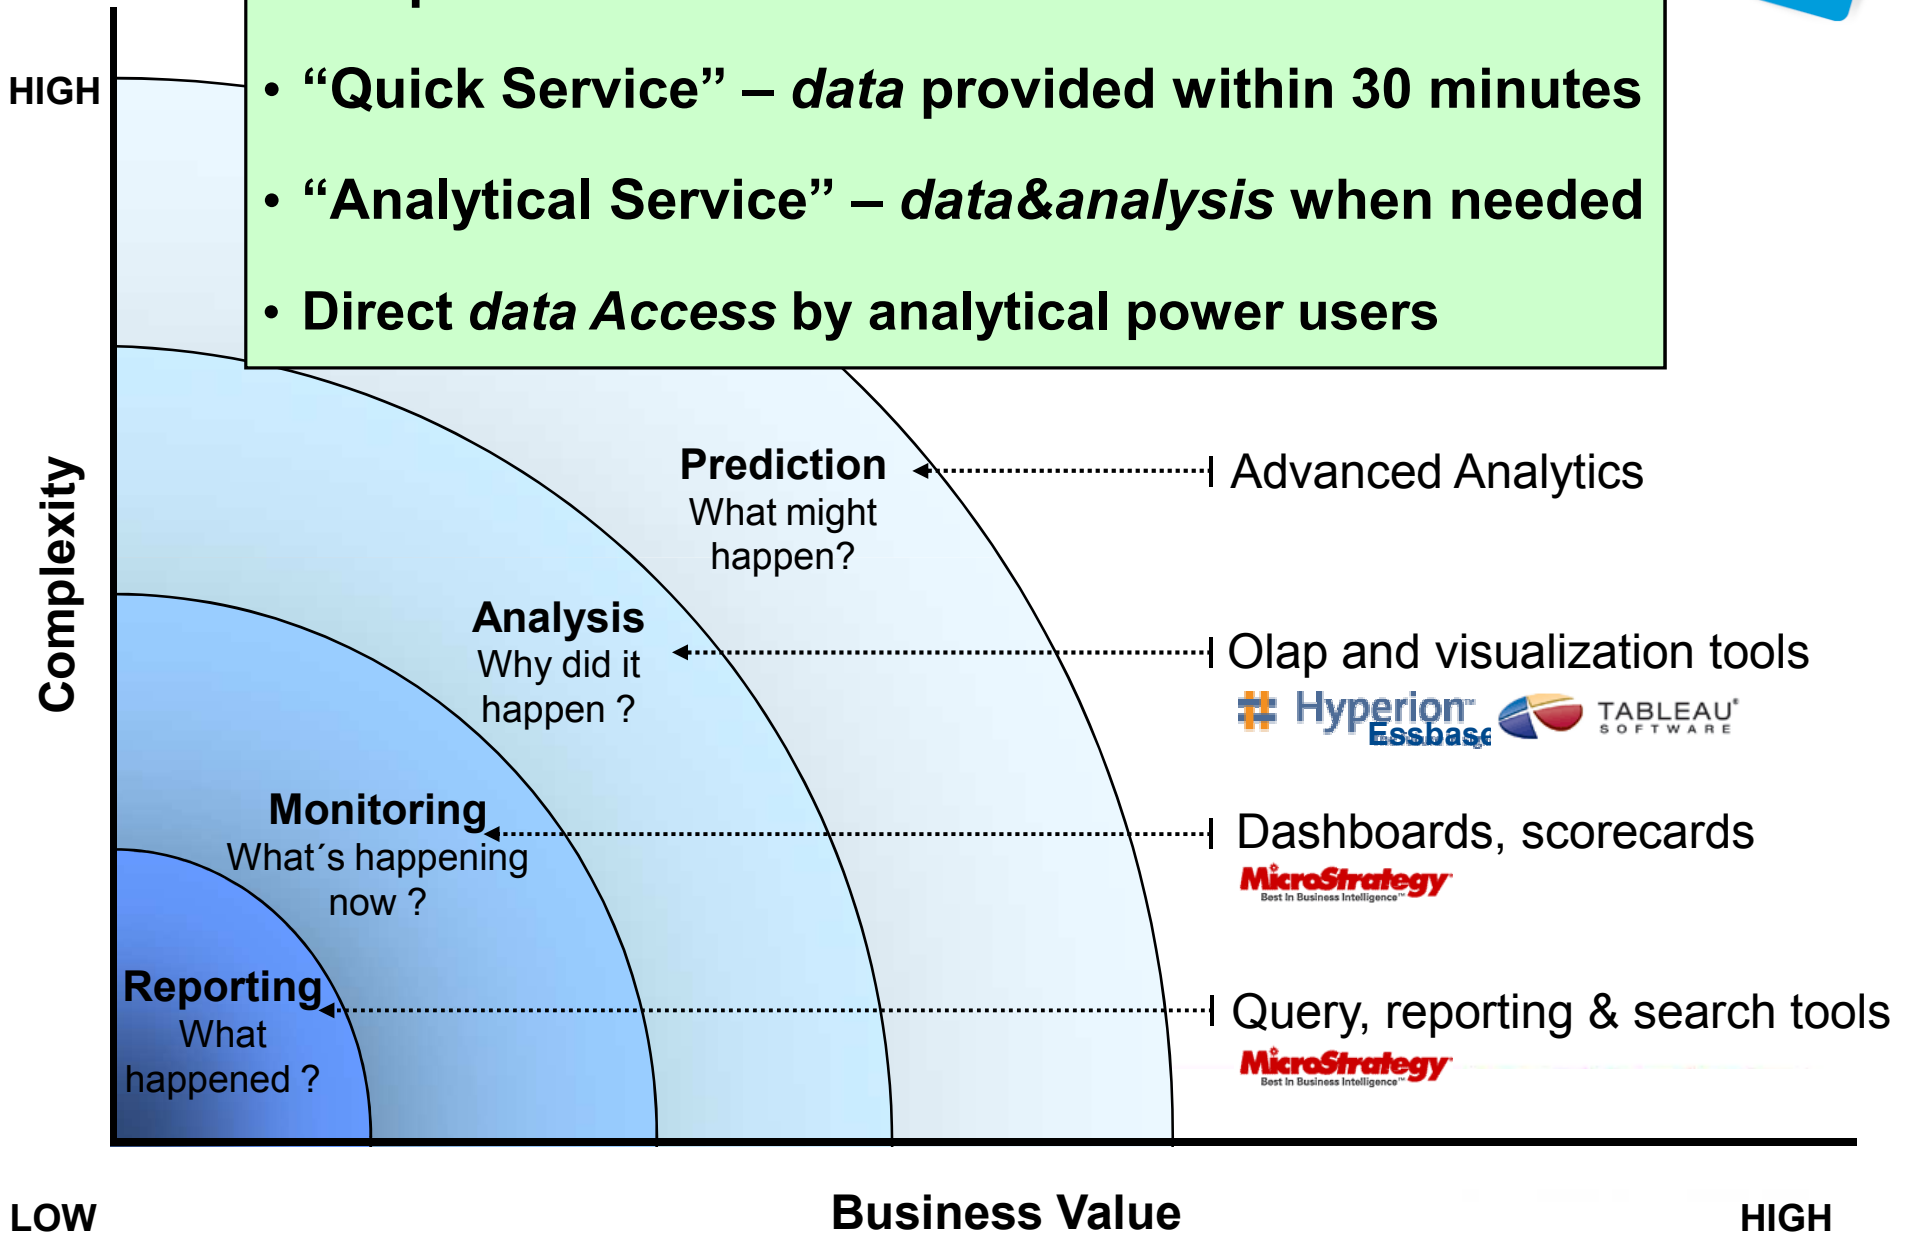 HIGH
• “Quick Service” – data provided within 30 minutes
• “Analytical Service” – data&analysis when needed
• Direct data Access by analytical power users
Complexity
Prediction
What might
happen?
Advanced Analytics
Analysis
Why did it
happen ?
Olap and visualization tools
Hyperion™
Essbase
TABLEAU®
SOFTWARE
Monitoring
What´s happening
now ?
Dashboards, scorecards
MicroStrategy
Best In Business Intelligence™
Reporting
What
happened ?
Query, reporting & search tools
MicroStrategy
Best In Business Intelligence™
LOW
Business Value
HIGH